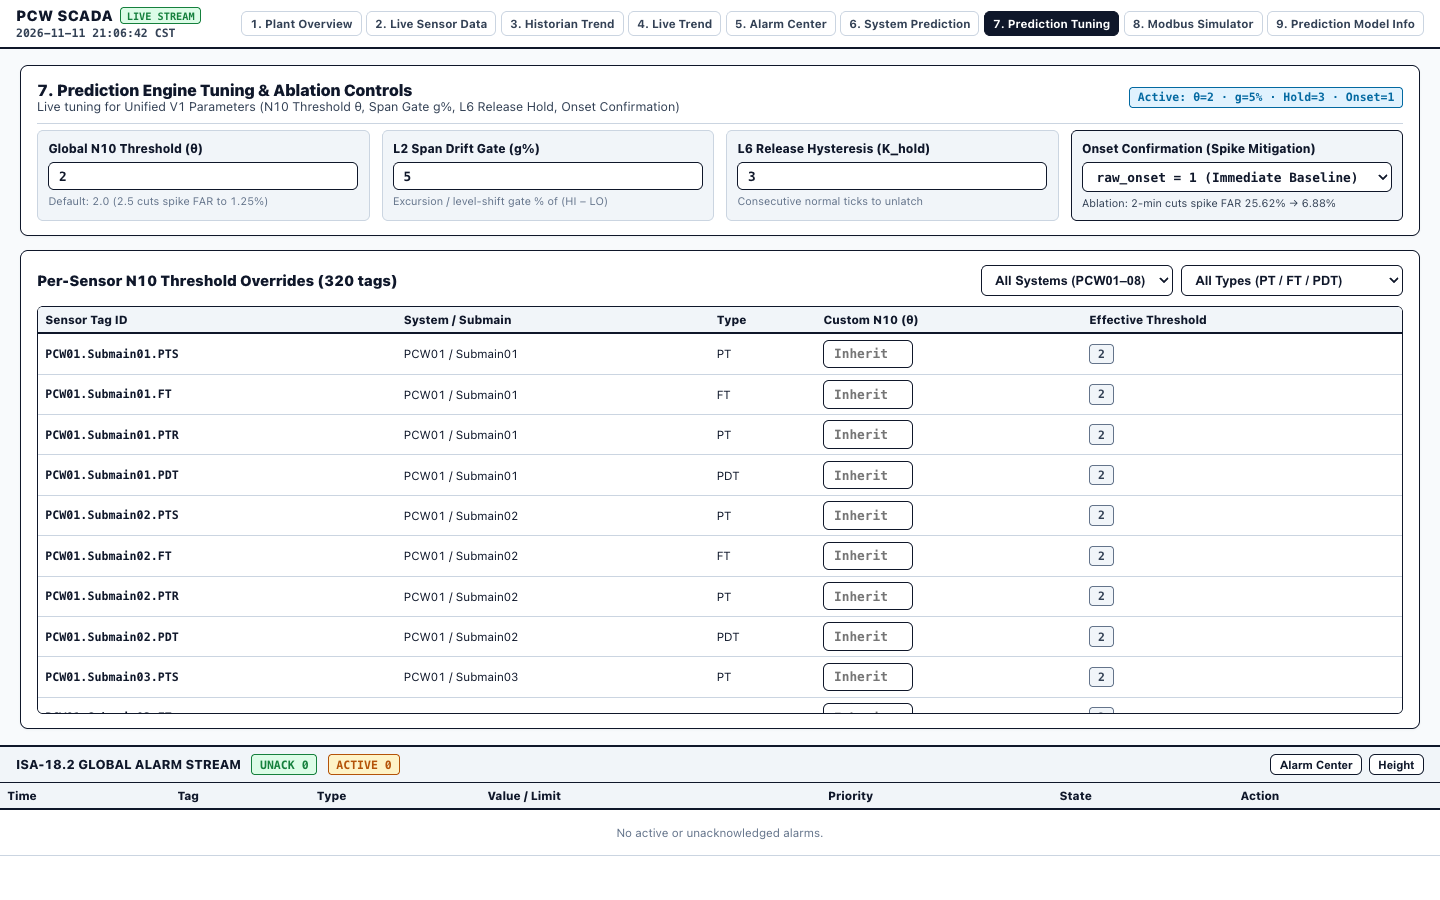 PCW SCADA LIVE STREAM
2026-11-11 21:06:42 CST
1. Plant Overview
2. Live Sensor Data
3. Historian Trend
4. Live Trend
5. Alarm Center
6. System Prediction
7. Prediction Tuning
8. Modbus Simulator
9. Prediction Model Info
7. Prediction Engine Tuning & Ablation Controls
Live tuning for Unified V1 Parameters (N10 Threshold θ, Span Gate g%, L6 Release Hold, Onset Confirmation)
Active: θ=2 · g=5% · Hold=3 · Onset=1
Global N10 Threshold (θ)
2
Default: 2.0 (2.5 cuts spike FAR to 1.25%)
L2 Span Drift Gate (g%)
5
Excursion / level-shift gate % of (HI − LO)
L6 Release Hysteresis (K_hold)
3
Consecutive normal ticks to unlatch
Onset Confirmation (Spike Mitigation)
raw_onset = 1 (Immediate Baseline)
Ablation: 2-min cuts spike FAR 25.62% → 6.88%
Per-Sensor N10 Threshold Overrides (320 tags)
All Systems (PCW01–08)
All Types (PT / FT / PDT)
Sensor Tag ID System / Submain Type Custom N10 (θ) Effective Threshold
PCW01.Submain01.PTS PCW01 / Submain01 PT Inherit 2
PCW01.Submain01.FT PCW01 / Submain01 FT Inherit 2
PCW01.Submain01.PTR PCW01 / Submain01 PT Inherit 2
PCW01.Submain01.PDT PCW01 / Submain01 PDT Inherit 2
PCW01.Submain02.PTS PCW01 / Submain02 PT Inherit 2
PCW01.Submain02.FT PCW01 / Submain02 FT Inherit 2
PCW01.Submain02.PTR PCW01 / Submain02 PT Inherit 2
PCW01.Submain02.PDT PCW01 / Submain02 PDT Inherit 2
PCW01.Submain03.PTS PCW01 / Submain03 PT Inherit 2
ISA-18.2 GLOBAL ALARM STREAM UNACK 0 ACTIVE 0
Alarm Center
Height
Time Tag Type Value / Limit Priority State Action
No active or unacknowledged alarms.